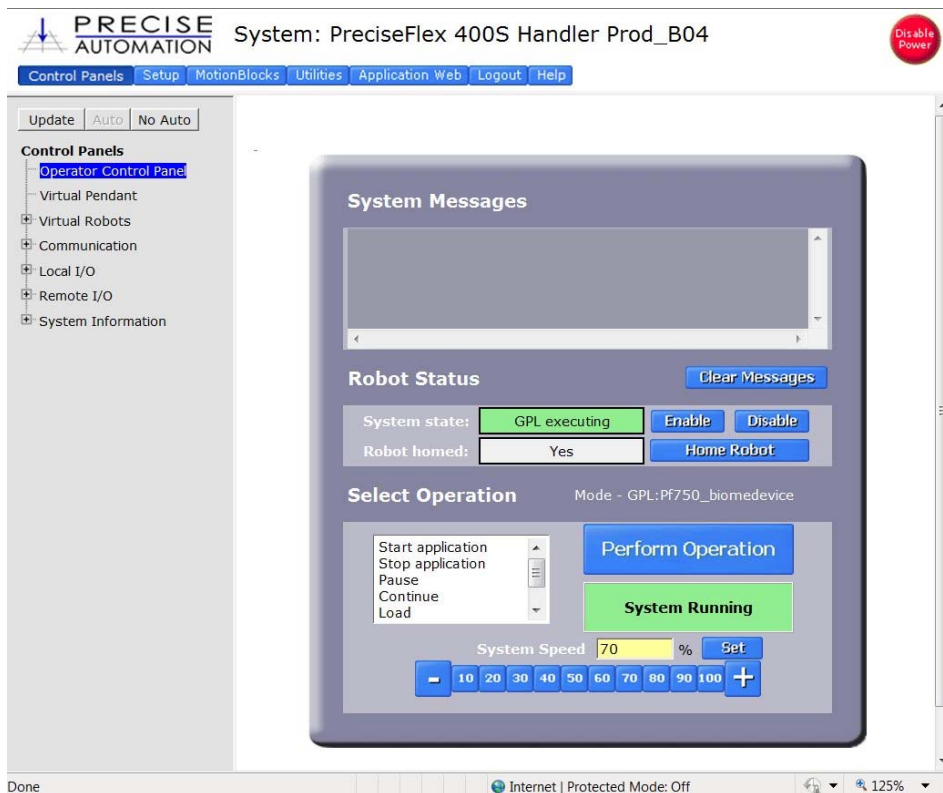 PRECISE AUTOMATION
System: PreciseFlex 400S Handler Prod_B04
Disable Power
Control Panels Setup MotionBlocks Utilities Application Web Logout Help
Update Auto No Auto
Control Panels
Operator Control Panel
Virtual Pendant
Virtual Robots
Communication
Local I/O
Remote I/O
System Information
System Messages
Robot Status Clear Messages
System state: GPL executing Enable Disable
Robot homed: Yes Home Robot
Select Operation Mode - GPL:Pf750_biomedevice
Start application
Stop application
Pause
Continue
Load
Perform Operation
System Running
System Speed 70 % Set
- 10 20 30 40 50 60 70 80 90 100 +
Done Internet | Protected Mode: Off 125%